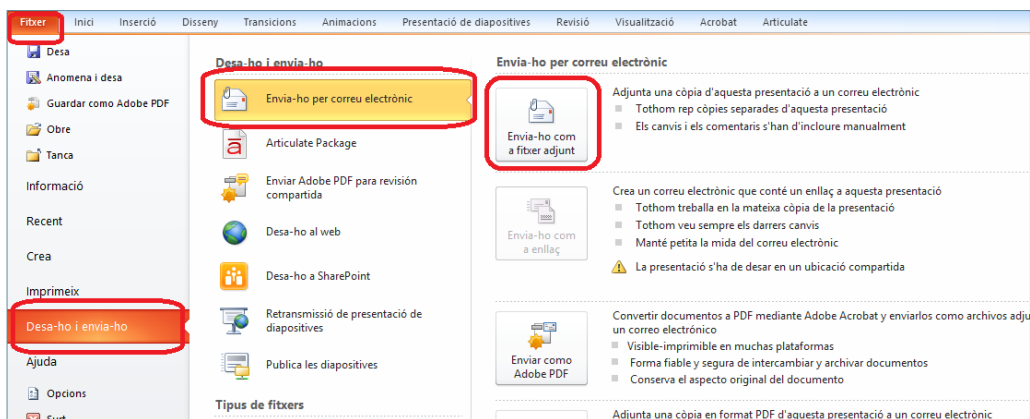 Fitxer Inici Inserció Disseny Transicions Animacions Presentació de diapositives Revisió Visualització Acrobat Articulate
Desa
Anomena i desa
Guardar como Adobe PDF
Obre
Tanca
Informació
Recent
Crea
Imprimeix
Desa-ho i envia-ho
Ajuda
Opcions
Surt
Desa-ho i envia-ho
Envia-ho per correu electrònic
Articulate Package
Enviar Adobe PDF para revisión
compartida
Desa-ho al web
Desa-ho a SharePoint
Retransmissió de presentació de
diapositives
Publica les diapositives
Tipus de fitxers
Envia-ho per correu electrònic
Envia-ho com
a fitxer adjunt
Adjunta una còpia d'aquesta presentació a un correu electrònic
Tothom rep còpies separades d'aquesta presentació
Els canvis i els comentaris s'han d'incloure manualment
Envia-ho com
a enllaç
Crea un correu electrònic que conté un enllaç a aquesta presentació
Tothom treballa en la mateixa còpia de la presentació
Tothom veu sempre els darrers canvis
Manté petita la mida del correu electrònic
La presentació s'ha de desar en un ubicació compartida
Enviar como
Adobe PDF
Convertir documentos a PDF mediante Adobe Acrobat y enviarlos como archivos adju
un correo electrónico
Visible-imprimible en muchas plataformas
Forma fiable y segura de intercambiar y archivar documentos
Conserva el aspecto original del documento
Adjunta una còpia en format PDF d'aquesta presentació a un correu electrònic